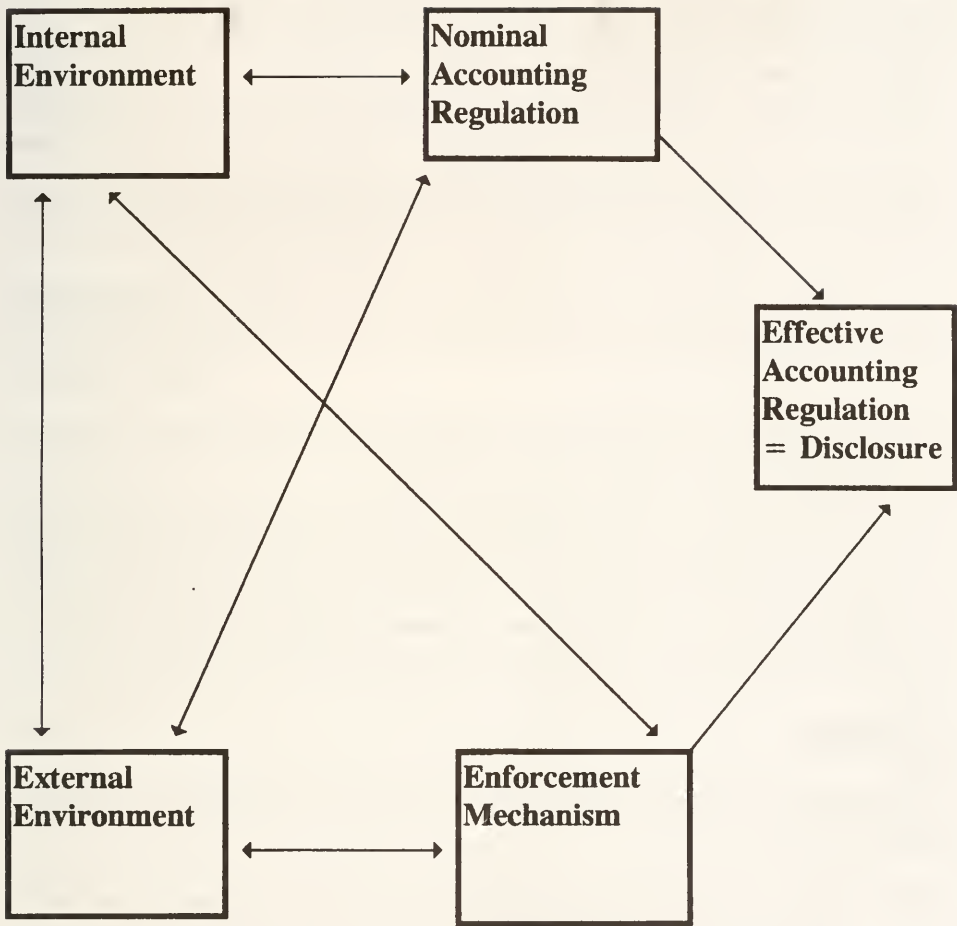 Internal
Environment
Nominal
Accounting
Regulation
Effective
Accounting
Regulation
= Disclosure
External
Environment
Enforcement
Mechanism